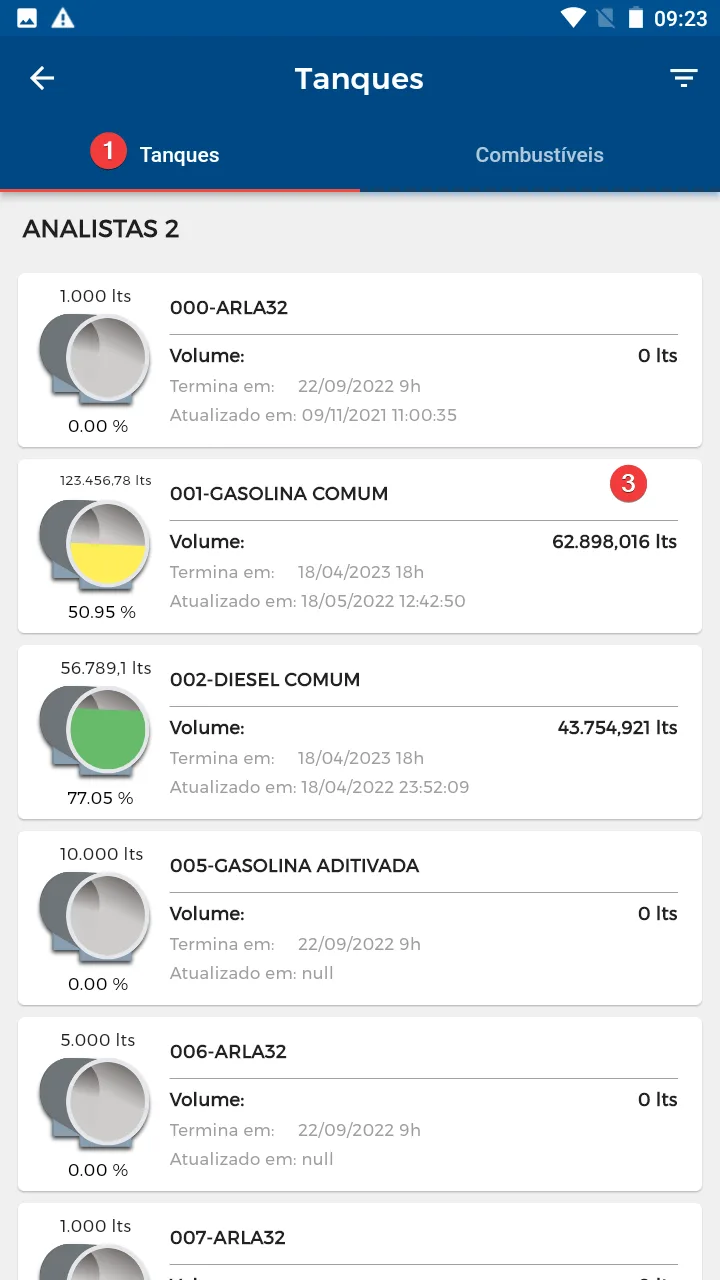 09:23
Tanques
1 Tanques Combustíveis
ANALISTAS 2
1.000 lts
000-ARLA32
Volume: 0 lts
Termina em: 22/09/2022 9h
Atualizado em: 09/11/2021 11:00:35
0.00 %
123.456,78 lts
001-GASOLINA COMUM
3
Volume: 62.898,016 lts
Termina em: 18/04/2023 18h
Atualizado em: 18/05/2022 12:42:50
50.95 %
56.789,1 lts
002-DIESEL COMUM
Volume: 43.754,921 lts
Termina em: 18/04/2023 18h
Atualizado em: 18/04/2022 23:52:09
77.05 %
10.000 lts
005-GASOLINA ADITIVADA
Volume: 0 lts
Termina em: 22/09/2022 9h
Atualizado em: null
0.00 %
5.000 lts
006-ARLA32
Volume: 0 lts
Termina em: 22/09/2022 9h
Atualizado em: null
0.00 %
1.000 lts
007-ARLA32